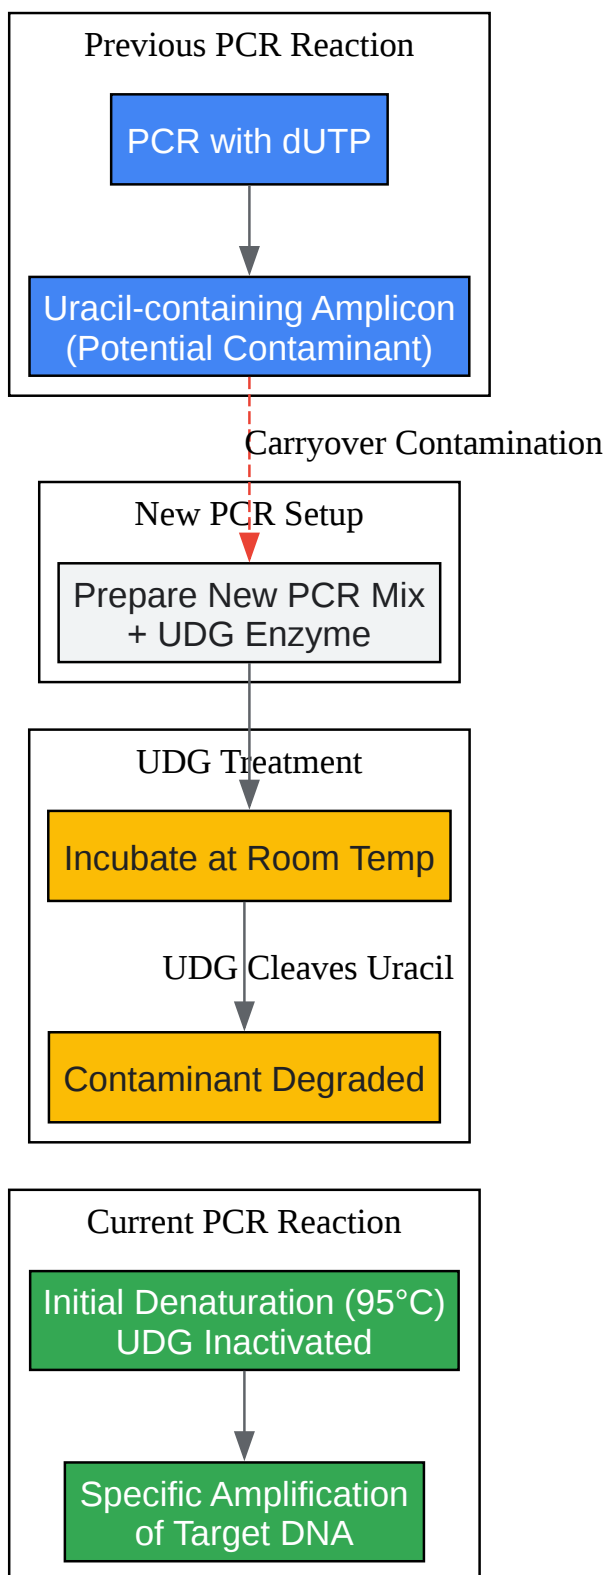 Previous PCR Reaction
PCR with dUTP
Uracil-containing Amplicon
(Potential Contaminant)
Carryover Contamination
New PCR Setup
Prepare New PCR Mix
+ UDG Enzyme
UDG Treatment
Incubate at Room Temp
UDG Cleaves Uracil
Contaminant Degraded
Current PCR Reaction
Initial Denaturation (95°C)
UDG Inactivated
Specific Amplification
of Target DNA